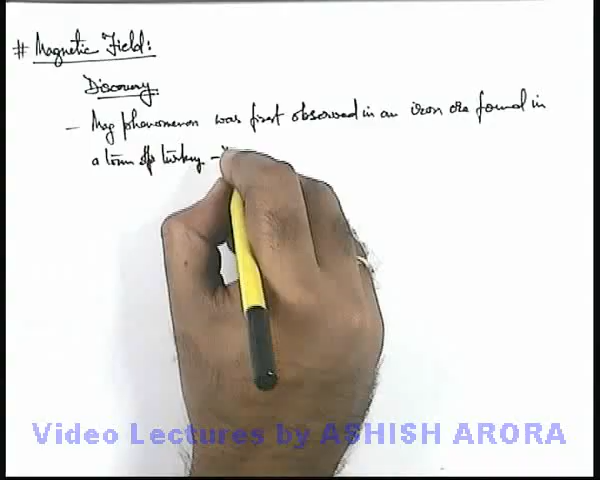 # Magnetic Field:
Discovery
– Mg phenomenon was first observed in an iron ore found in
a town of turkey –
Video Lectures by ASHISH ARORA